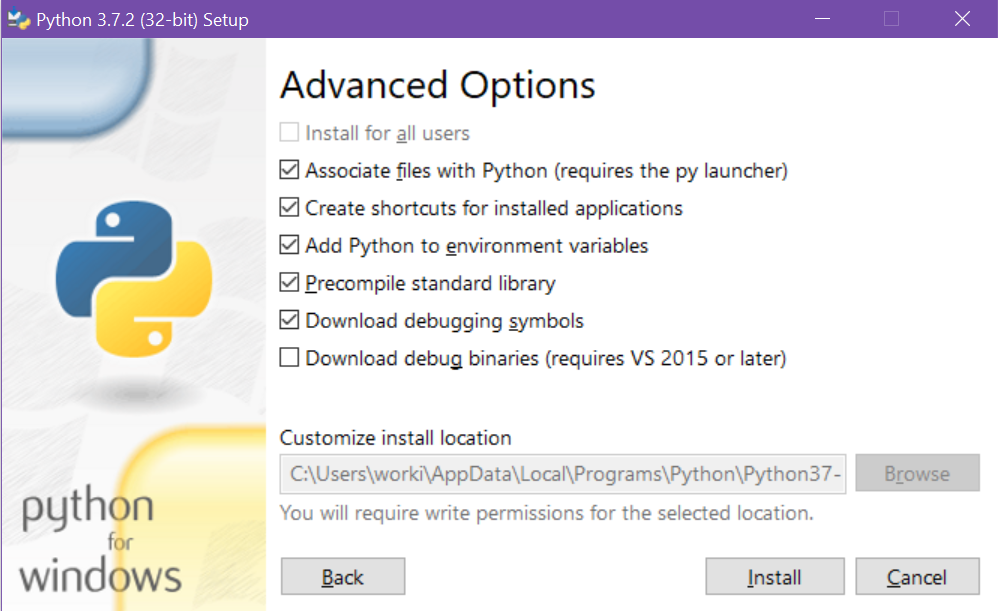 Python 3.7.2 (32-bit) Setup
Advanced Options
Install for all users
Associate files with Python (requires the py launcher)
Create shortcuts for installed applications
Add Python to environment variables
Precompile standard library
Download debugging symbols
Download debug binaries (requires VS 2015 or later)
Customize install location
C:\Users\worki\AppData\Local\Programs\Python\Python37-
Browse
You will require write permissions for the selected location.
python
for
windows
Back
Install
Cancel